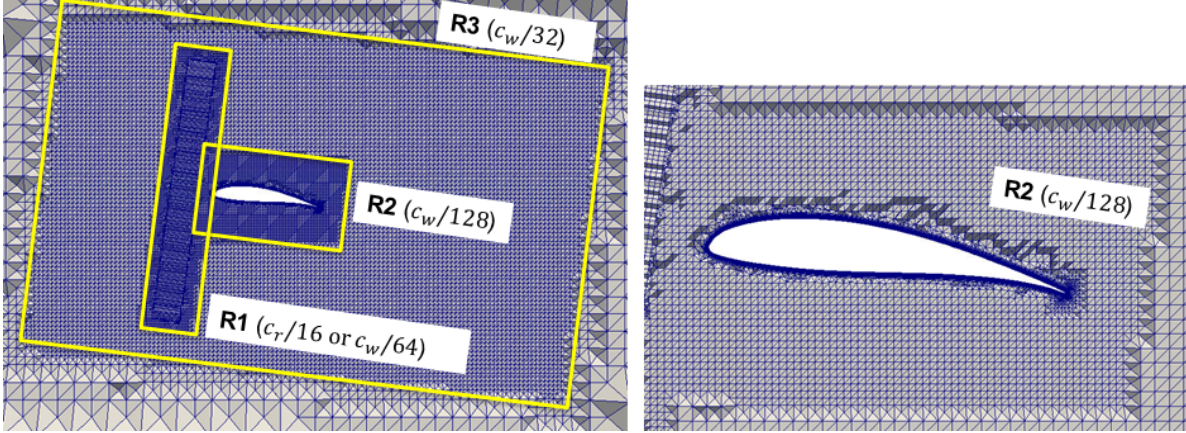 R3 (c_w/32)
R2 (c_w/128)
R1 (c_r/16 or c_w/64)
R2 (c_w/128)